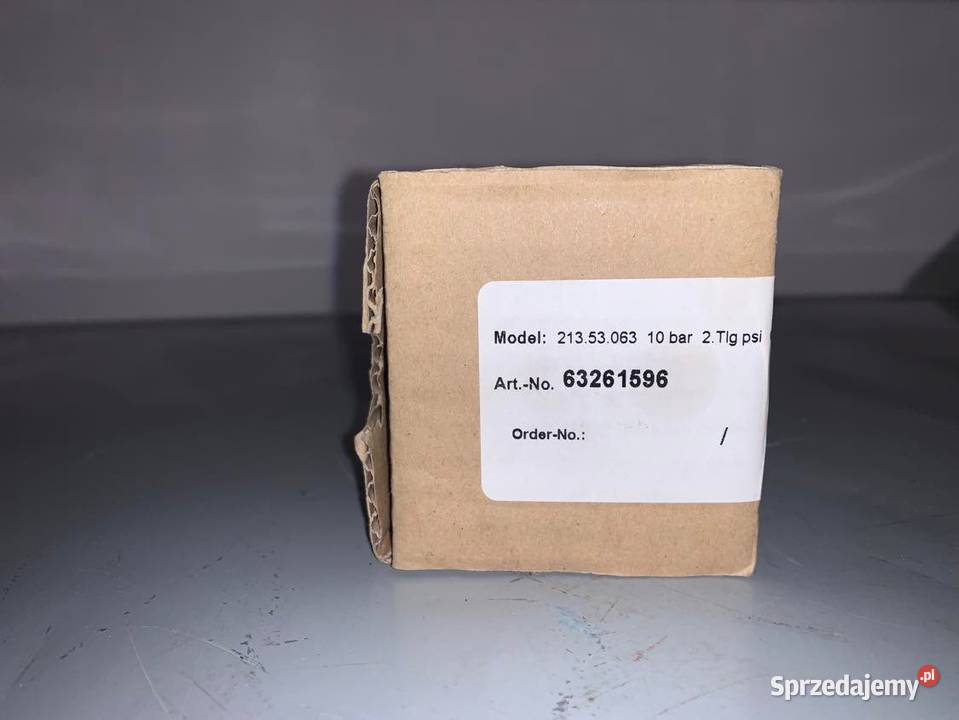 Model: 213.53.063 10 bar 2.Tlg psi
Art.-No. 63261596
Order-No.: /
Sprzedajemy.pl